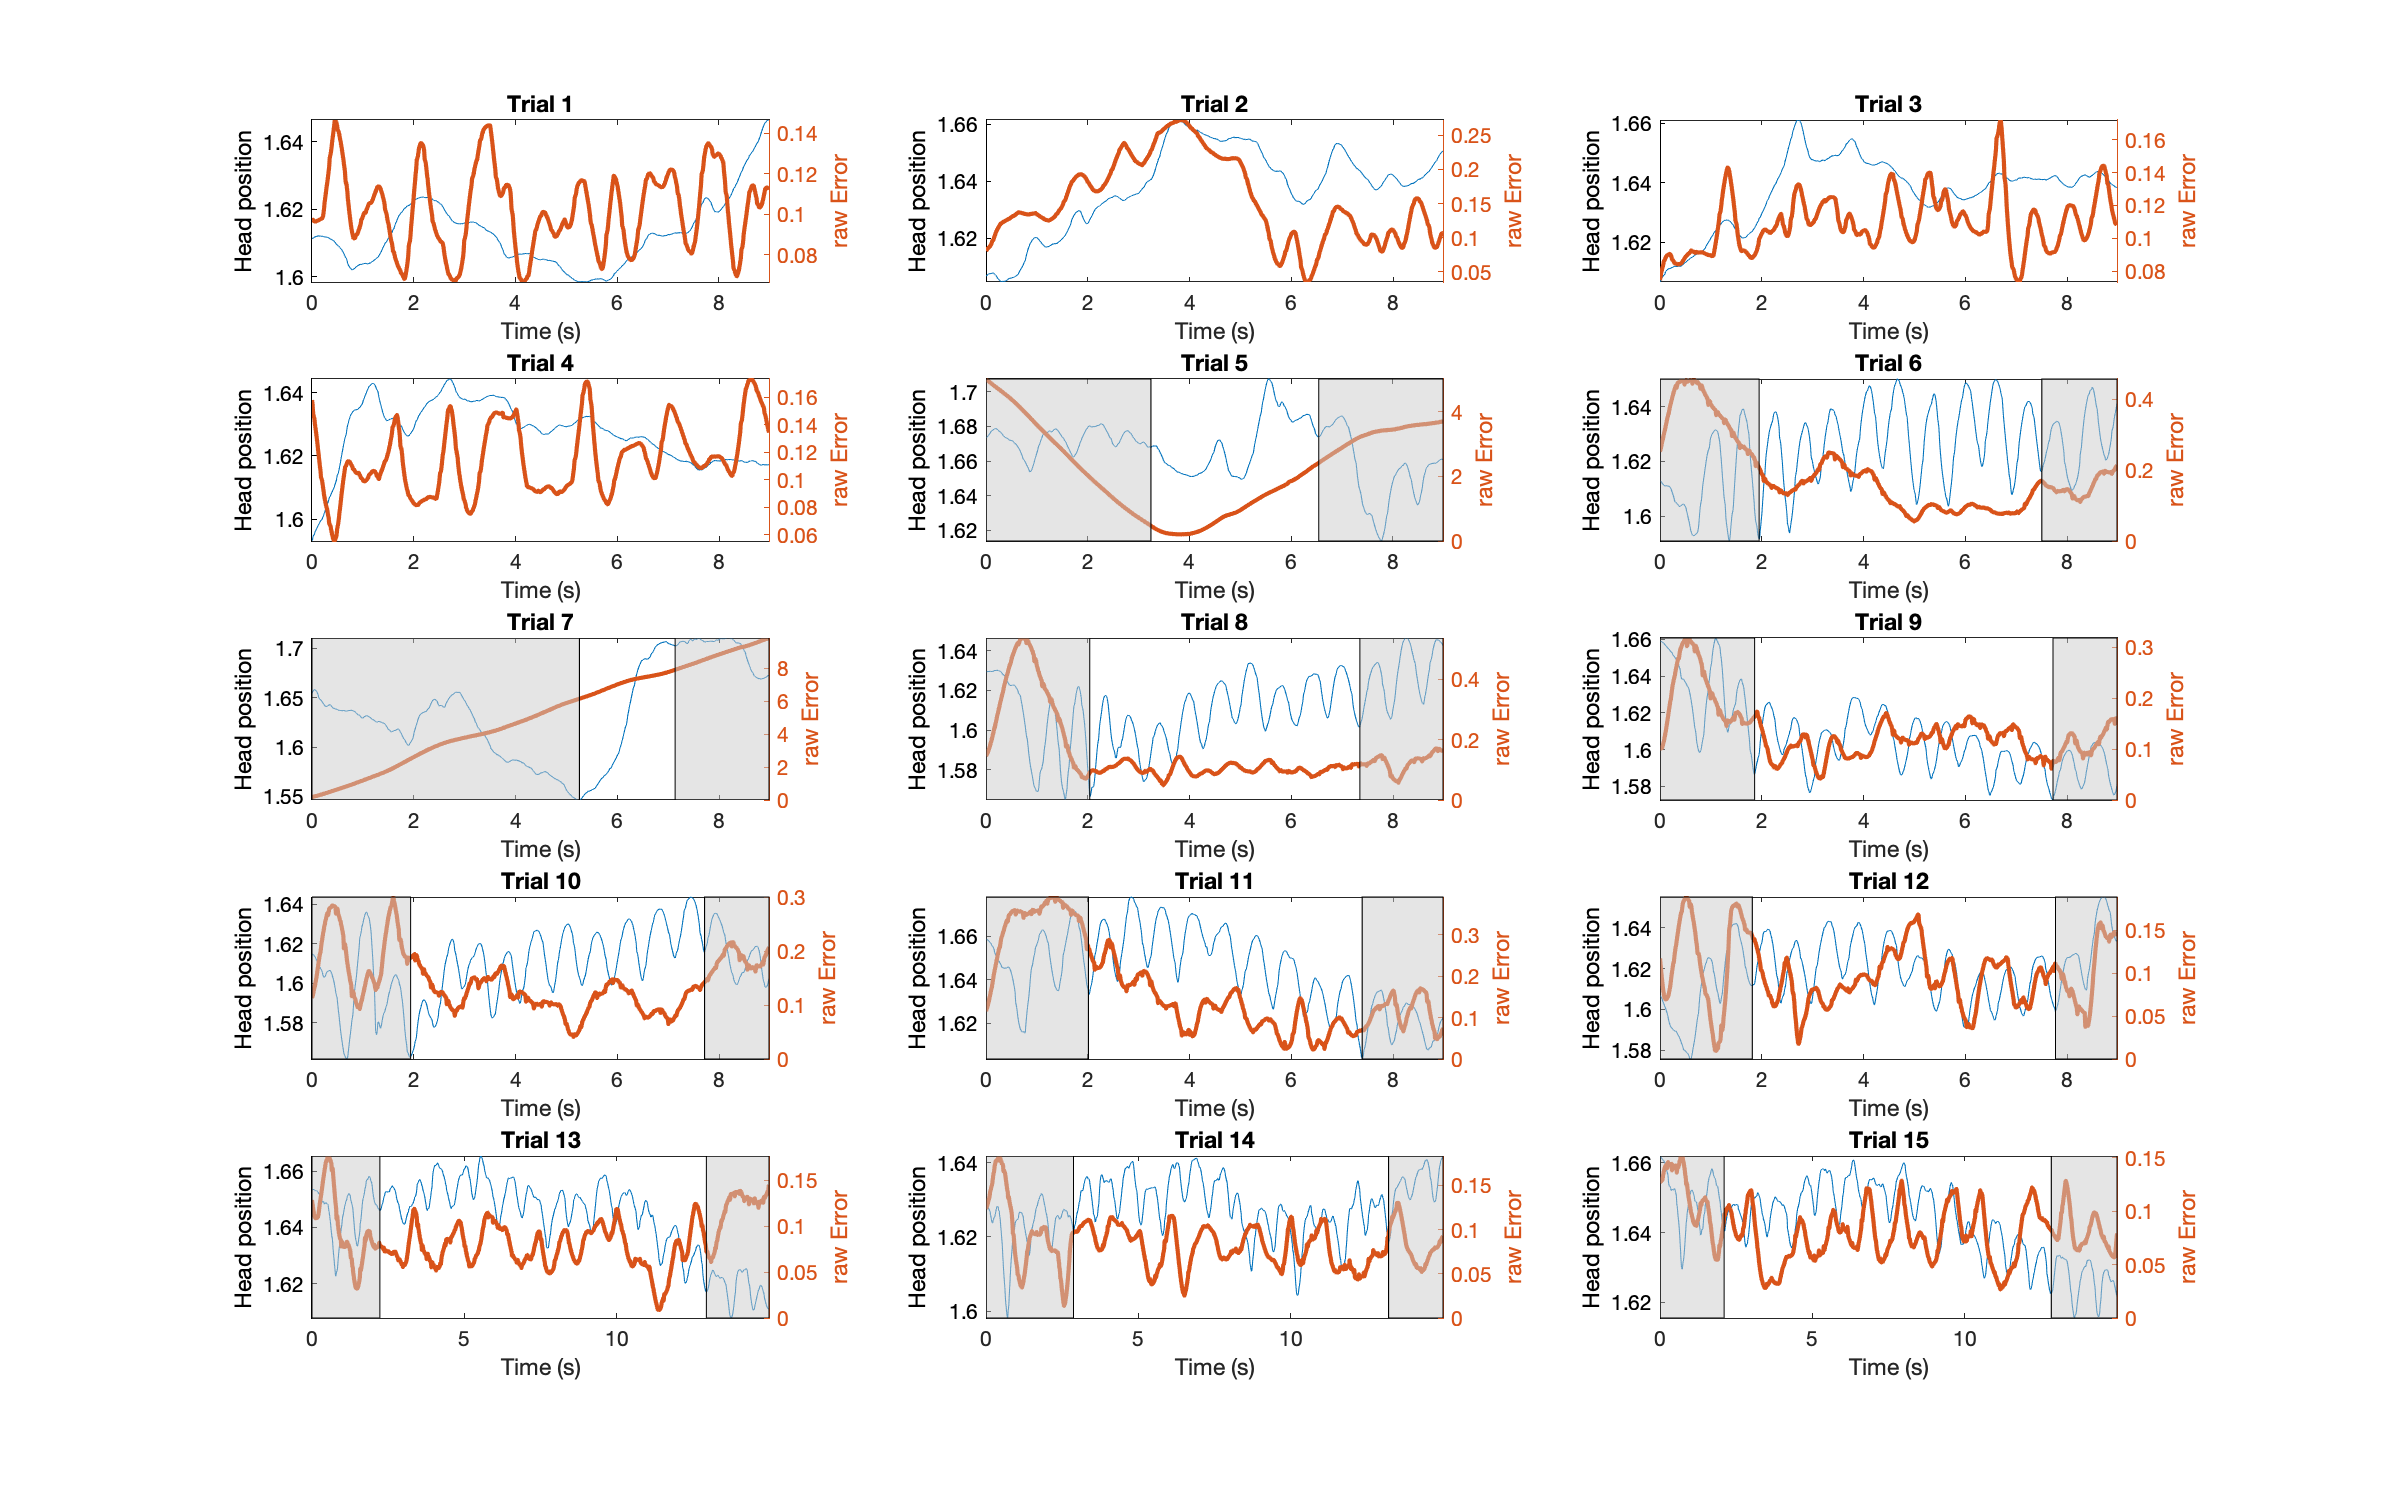 Trial 1
Head position
1.64
1.62
1.6
0.14
0.12
0.1
0.08
raw Error
0 2 4 6 8
Time (s)
Trial 2
Head position
1.66
1.64
1.62
0.25
0.2
0.15
0.1
0.05
raw Error
0 2 4 6 8
Time (s)
Trial 3
Head position
1.66
1.64
1.62
0.16
0.14
0.12
0.1
0.08
raw Error
0 2 4 6 8
Time (s)
Trial 4
Head position
1.64
1.62
1.6
0.16
0.14
0.12
0.1
0.08
0.06
raw Error
0 2 4 6 8
Time (s)
Trial 5
Head position
1.7
1.68
1.66
1.64
1.62
4
2
0
raw Error
0 2 4 6 8
Time (s)
Trial 6
Head position
1.64
1.62
1.6
0.4
0.2
0
raw Error
0 2 4 6 8
Time (s)
Trial 7
Head position
1.7
1.65
1.6
1.55
8
6
4
2
0
raw Error
0 2 4 6 8
Time (s)
Trial 8
Head position
1.64
1.62
1.6
1.58
0.4
0.2
0
raw Error
0 2 4 6 8
Time (s)
Trial 9
Head position
1.66
1.64
1.62
1.6
1.58
0.3
0.2
0.1
0
raw Error
0 2 4 6 8
Time (s)
Trial 10
Head position
1.64
1.62
1.6
1.58
0.3
0.2
0.1
0
raw Error
0 2 4 6 8
Time (s)
Trial 11
Head position
1.66
1.64
1.62
0.3
0.2
0.1
0
raw Error
0 2 4 6 8
Time (s)
Trial 12
Head position
1.64
1.62
1.6
1.58
0.15
0.1
0.05
0
raw Error
0 2 4 6 8
Time (s)
Trial 13
Head position
1.66
1.64
1.62
0.15
0.1
0.05
0
raw Error
0 5 10
Time (s)
Trial 14
Head position
1.64
1.62
1.6
0.15
0.1
0.05
0
raw Error
0 5 10
Time (s)
Trial 15
Head position
1.66
1.64
1.62
0.15
0.1
0.05
0
raw Error
0 5 10
Time (s)